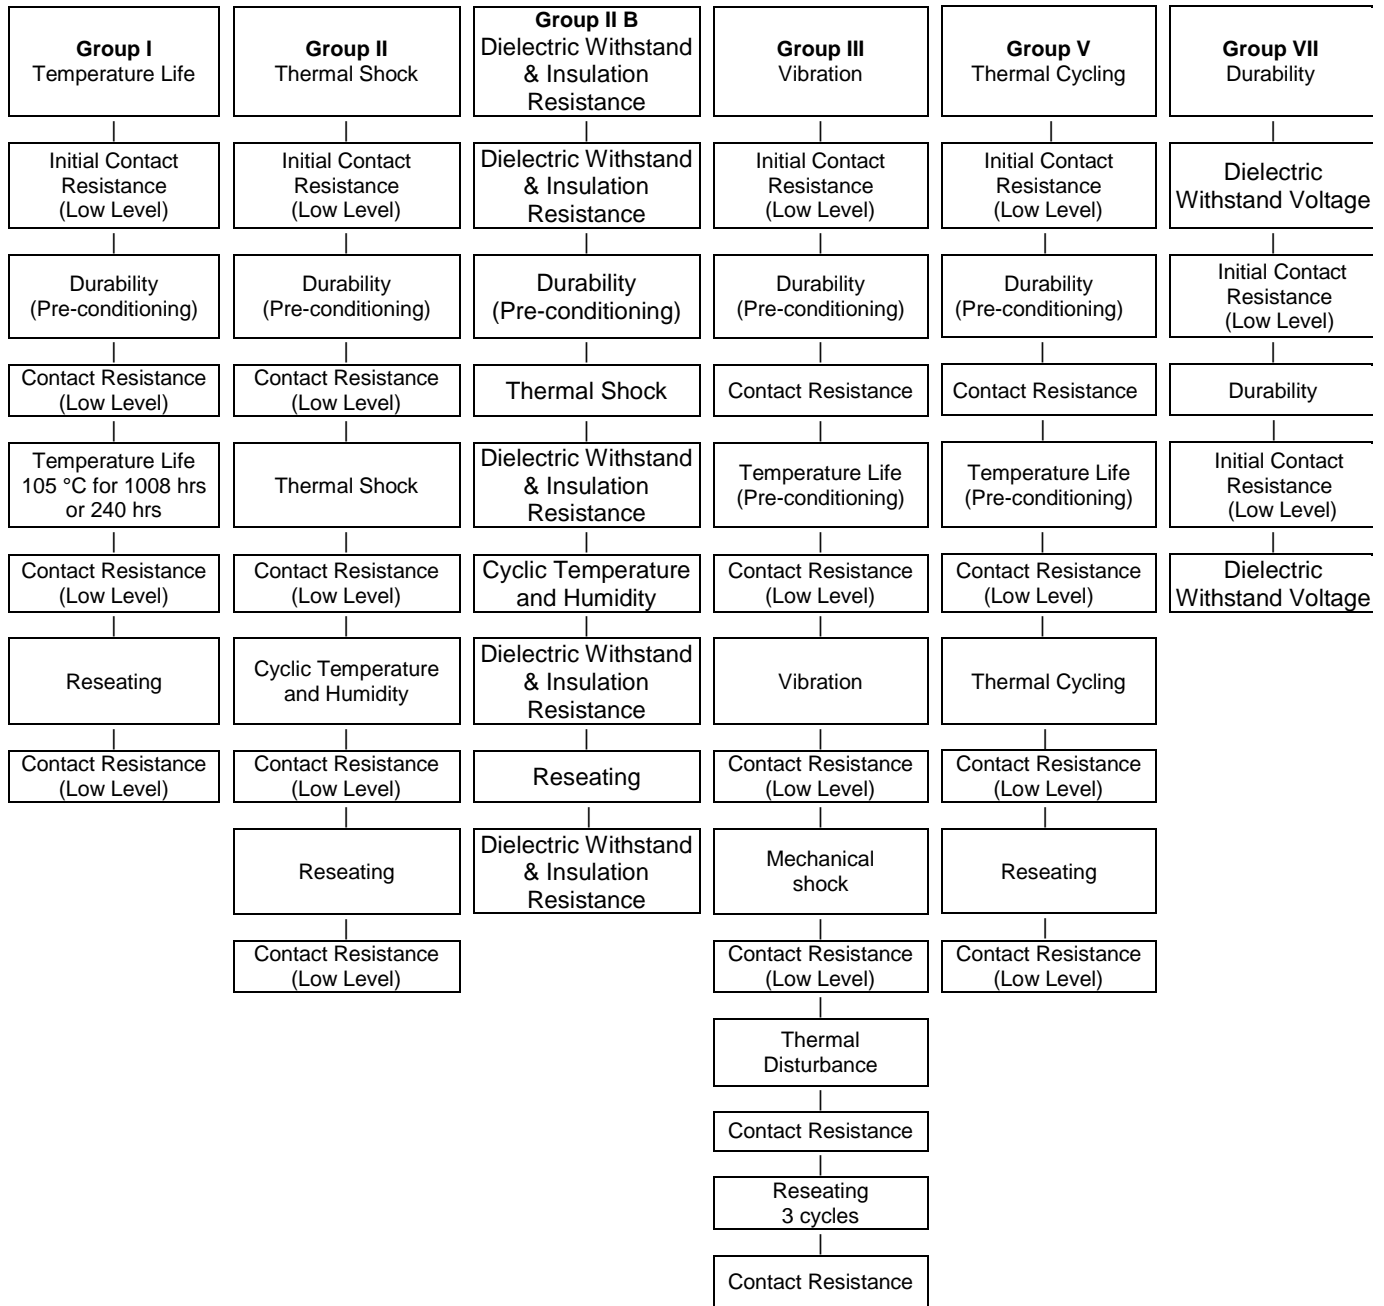 Group I
Temperature Life
Initial Contact
Resistance
(Low Level)
Durability
(Pre-conditioning)
Contact Resistance
(Low Level)
Temperature Life
105 °C for 1008 hrs
or 240 hrs
Contact Resistance
(Low Level)
Reseating
Contact Resistance
(Low Level)
Group II
Thermal Shock
Initial Contact
Resistance
(Low Level)
Durability
(Pre-conditioning)
Contact Resistance
(Low Level)
Thermal Shock
Contact Resistance
(Low Level)
Cyclic Temperature
and Humidity
Contact Resistance
(Low Level)
Reseating
Contact Resistance
(Low Level)
Group II B
Dielectric Withstand
& Insulation
Resistance
Dielectric Withstand
& Insulation
Resistance
Durability
(Pre-conditioning)
Thermal Shock
Dielectric Withstand
& Insulation
Resistance
Cyclic Temperature
and Humidity
Dielectric Withstand
& Insulation
Resistance
Reseating
Dielectric Withstand
& Insulation
Resistance
Group III
Vibration
Initial Contact
Resistance
(Low Level)
Durability
(Pre-conditioning)
Contact Resistance
Temperature Life
(Pre-conditioning)
Contact Resistance
(Low Level)
Vibration
Contact Resistance
(Low Level)
Mechanical
shock
Contact Resistance
(Low Level)
Thermal
Disturbance
Contact Resistance
Reseating
3 cycles
Contact Resistance
Group V
Thermal Cycling
Initial Contact
Resistance
(Low Level)
Durability
(Pre-conditioning)
Contact Resistance
Temperature Life
(Pre-conditioning)
Contact Resistance
(Low Level)
Thermal Cycling
Contact Resistance
(Low Level)
Reseating
Contact Resistance
(Low Level)
Group VII
Durability
Dielectric
Withstand Voltage
Initial Contact
Resistance
(Low Level)
Durability
Initial Contact
Resistance
(Low Level)
Dielectric
Withstand Voltage